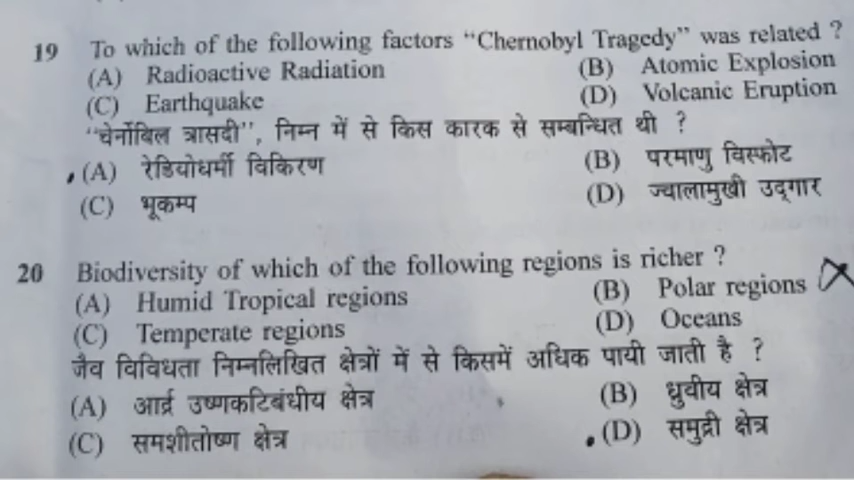 19 To which of the following factors “Chernobyl Tragedy” was related ?
(A) Radioactive Radiation (B) Atomic Explosion
(C) Earthquake (D) Volcanic Eruption
“चेर्नोबिल त्रासदी”, निम्न में से किस कारक से सम्बन्धित थी ?
(A) रेडियोधर्मी विकिरण (B) परमाणु विस्फोट
(C) भूकम्प (D) ज्वालामुखी उद्गार
20 Biodiversity of which of the following regions is richer ?
(A) Humid Tropical regions (B) Polar regions
(C) Temperate regions (D) Oceans
जैव विविधता निम्नलिखित क्षेत्रों में से किसमें अधिक पायी जाती है ?
(A) आर्द्र उष्णकटिबंधीय क्षेत्र (B) ध्रुवीय क्षेत्र
(C) समशीतोष्ण क्षेत्र (D) समुद्री क्षेत्र